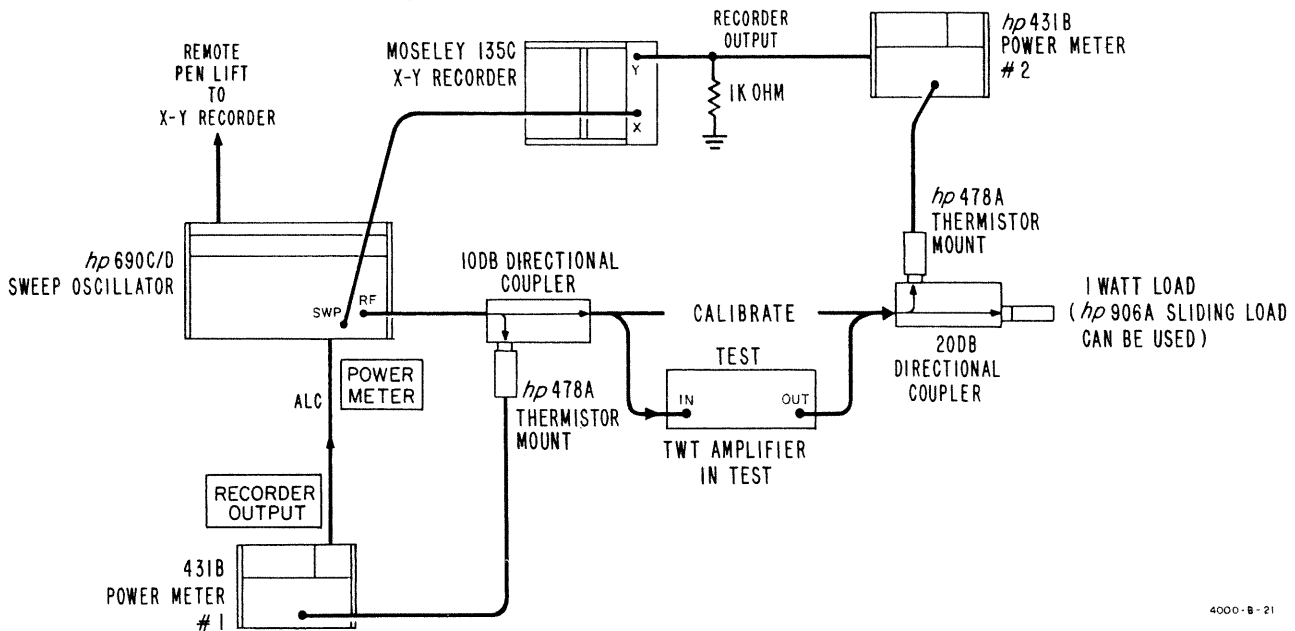 REMOTE
PEN LIFT
TO
X-Y RECORDER
MOSELEY 135C
X-Y RECORDER
Y
X
RECORDER
OUTPUT
1K OHM
hp 431B
POWER METER
#2
hp 478A
THERMISTOR
MOUNT
hp 690C/D
SWEEP OSCILLATOR
SWP
RF
10DB DIRECTIONAL
COUPLER
CALIBRATE
1 WATT LOAD
(hp 906A SLIDING LOAD
CAN BE USED)
20DB
DIRECTIONAL
COUPLER
TEST
IN
OUT
TWT AMPLIFIER
IN TEST
POWER
METER
ALC
hp 478A
THERMISTOR
MOUNT
RECORDER
OUTPUT
431B
POWER METER
#1
4000-B-21